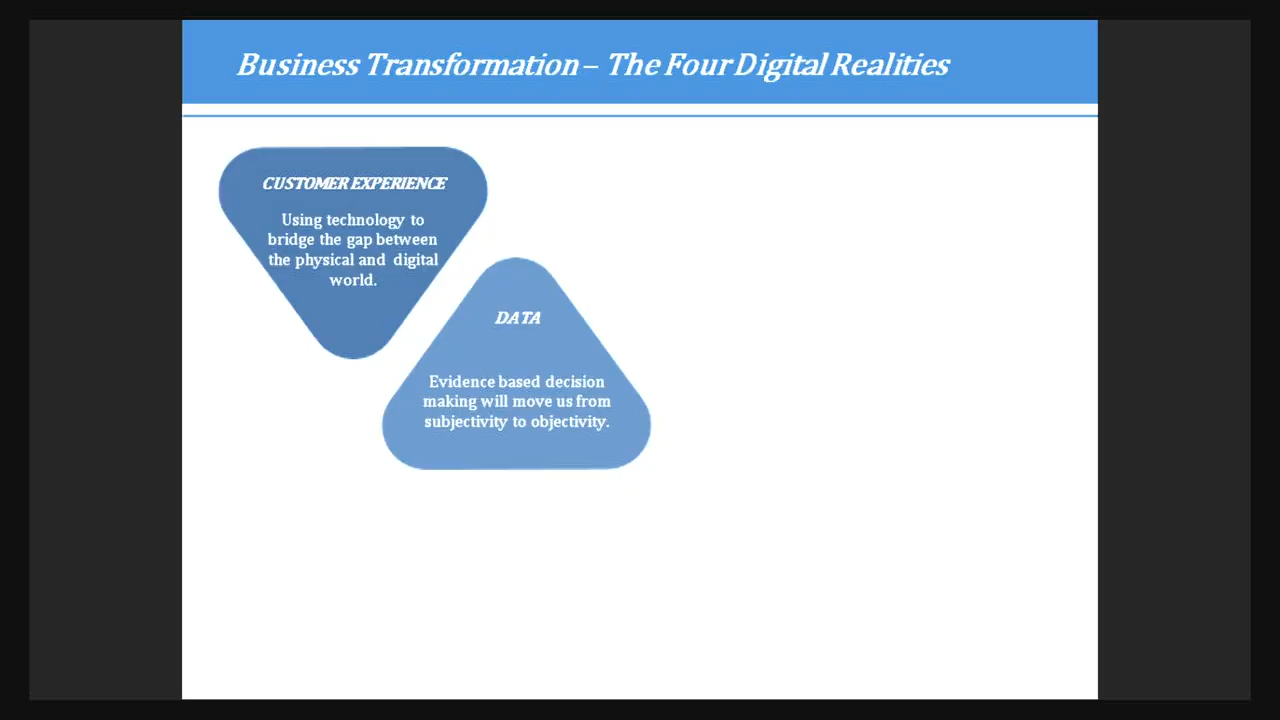 Business Transformation – The Four Digital Realities
CUSTOMER EXPERIENCE
Using technology to
bridge the gap between
the physical and digital
world.
DATA
Evidence based decision
making will move us from
subjectivity to objectivity.